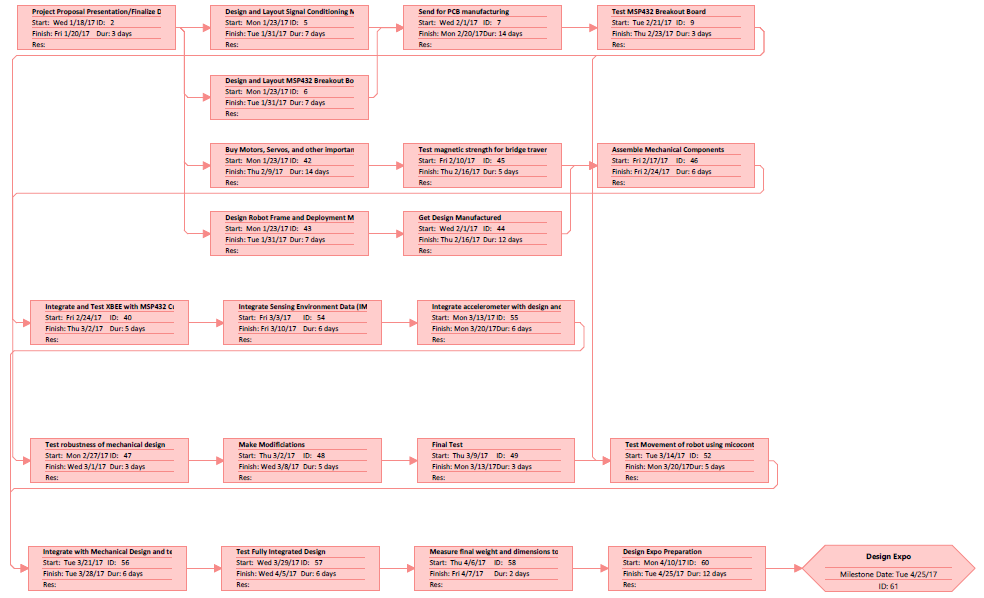 Project Proposal Presentation/Finalize D
Start: Wed 1/18/17 ID: 2
Finish: Fri 1/20/17 Dur: 3 days
Res:
Design and Layout Signal Conditioning M
Start: Mon 1/23/17 ID: 5
Finish: Tue 1/31/17 Dur: 7 days
Res:
Send for PCB manufacturing
Start: Wed 2/1/17 ID: 7
Finish: Mon 2/20/17 Dur: 14 days
Res:
Test MSP432 Breakout Board
Start: Tue 2/21/17 ID: 9
Finish: Thu 2/23/17 Dur: 3 days
Res:
Design and Layout MSP432 Breakout Bo
Start: Mon 1/23/17 ID: 6
Finish: Tue 1/31/17 Dur: 7 days
Res:
Buy Motors, Servos, and other importan
Start: Mon 1/23/17 ID: 42
Finish: Thu 2/9/17 Dur: 14 days
Res:
Test magnetic strength for bridge traver
Start: Fri 2/10/17 ID: 45
Finish: Thu 2/16/17 Dur: 5 days
Res:
Assemble Mechanical Components
Start: Fri 2/17/17 ID: 46
Finish: Fri 2/24/17 Dur: 6 days
Res:
Design Robot Frame and Deployment M
Start: Mon 1/23/17 ID: 43
Finish: Tue 1/31/17 Dur: 7 days
Res:
Get Design Manufactured
Start: Wed 2/1/17 ID: 44
Finish: Thu 2/16/17 Dur: 12 days
Res:
Integrate and Test XBEE with MSP432 Co
Start: Fri 2/24/17 ID: 40
Finish: Thu 3/2/17 Dur: 5 days
Res:
Integrate Sensing Environment Data (IM
Start: Fri 3/3/17 ID: 54
Finish: Fri 3/10/17 Dur: 6 days
Res:
Integrate accelerometer with design and
Start: Mon 3/13/17 ID: 55
Finish: Mon 3/20/17 Dur: 6 days
Res:
Test robustness of mechanical design
Start: Mon 2/27/17 ID: 47
Finish: Wed 3/1/17 Dur: 3 days
Res:
Make Modificiations
Start: Thu 3/2/17 ID: 48
Finish: Wed 3/8/17 Dur: 5 days
Res:
Final Test
Start: Thu 3/9/17 ID: 49
Finish: Mon 3/13/17 Dur: 3 days
Res:
Test Movement of robot using micocont
Start: Tue 3/14/17 ID: 52
Finish: Mon 3/20/17 Dur: 5 days
Res:
Integrate with Mechanical Design and te
Start: Tue 3/21/17 ID: 56
Finish: Tue 3/28/17 Dur: 6 days
Res:
Test Fully Integrated Design
Start: Wed 3/29/17 ID: 57
Finish: Wed 4/5/17 Dur: 6 days
Res:
Measure final weight and dimensions to
Start: Thu 4/6/17 ID: 58
Finish: Fri 4/7/17 Dur: 2 days
Res:
Design Expo Preparation
Start: Mon 4/10/17 ID: 60
Finish: Tue 4/25/17 Dur: 12 days
Res:
Design Expo
Milestone Date: Tue 4/25/17
ID: 61